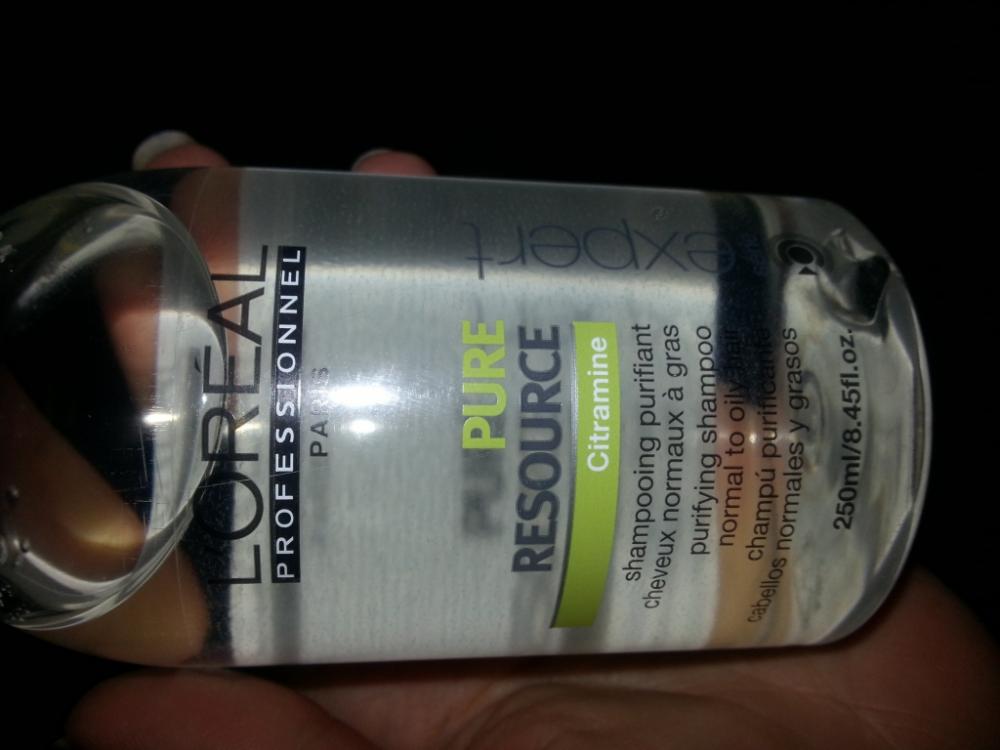 L'ORÉAL
PROFESSIONNEL
PARIS
expert
PURE
RESOURCE
Citramine
shampooing purifiant
cheveux normaux à gras
purifying shampoo
normal to oily hair
champú purificante
cabellos normales y grasos
250ml/8.45fl.oz.